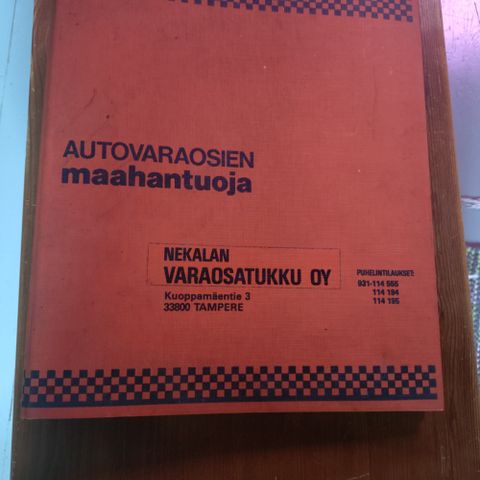 AUTOVARAOSIEN
maahantuoja
NEKALAN
VARAOSATUKKU OY
Kuoppamäentie 3
33800 TAMPERE
PUHELINTILAUKSET:
931-114 555
114 194
114 195